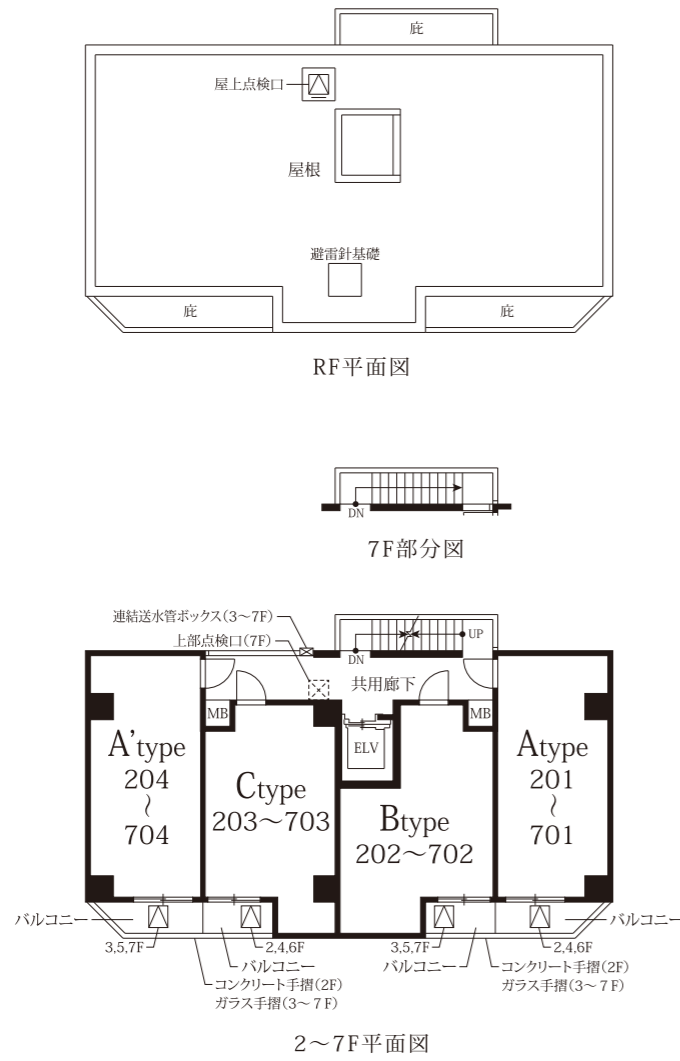 庇
屋上点検口
屋根
避雷針基礎
庇
庇
RF平面図
DN
7F部分図
連結送水管ボックス(3〜7F)
上部点検口(7F)
DN
UP
共用廊下
MB
MB
ELV
A'type
204
〜
704
Ctype
203〜703
Btype
202〜702
Atype
201
〜
701
バルコニー
3,5,7F
2,4,6F
バルコニー
コンクリート手摺(2F)
ガラス手摺(3〜7F)
3,5,7F
バルコニー
2,4,6F
バルコニー
コンクリート手摺(2F)
ガラス手摺(3〜7F)
2〜7F平面図